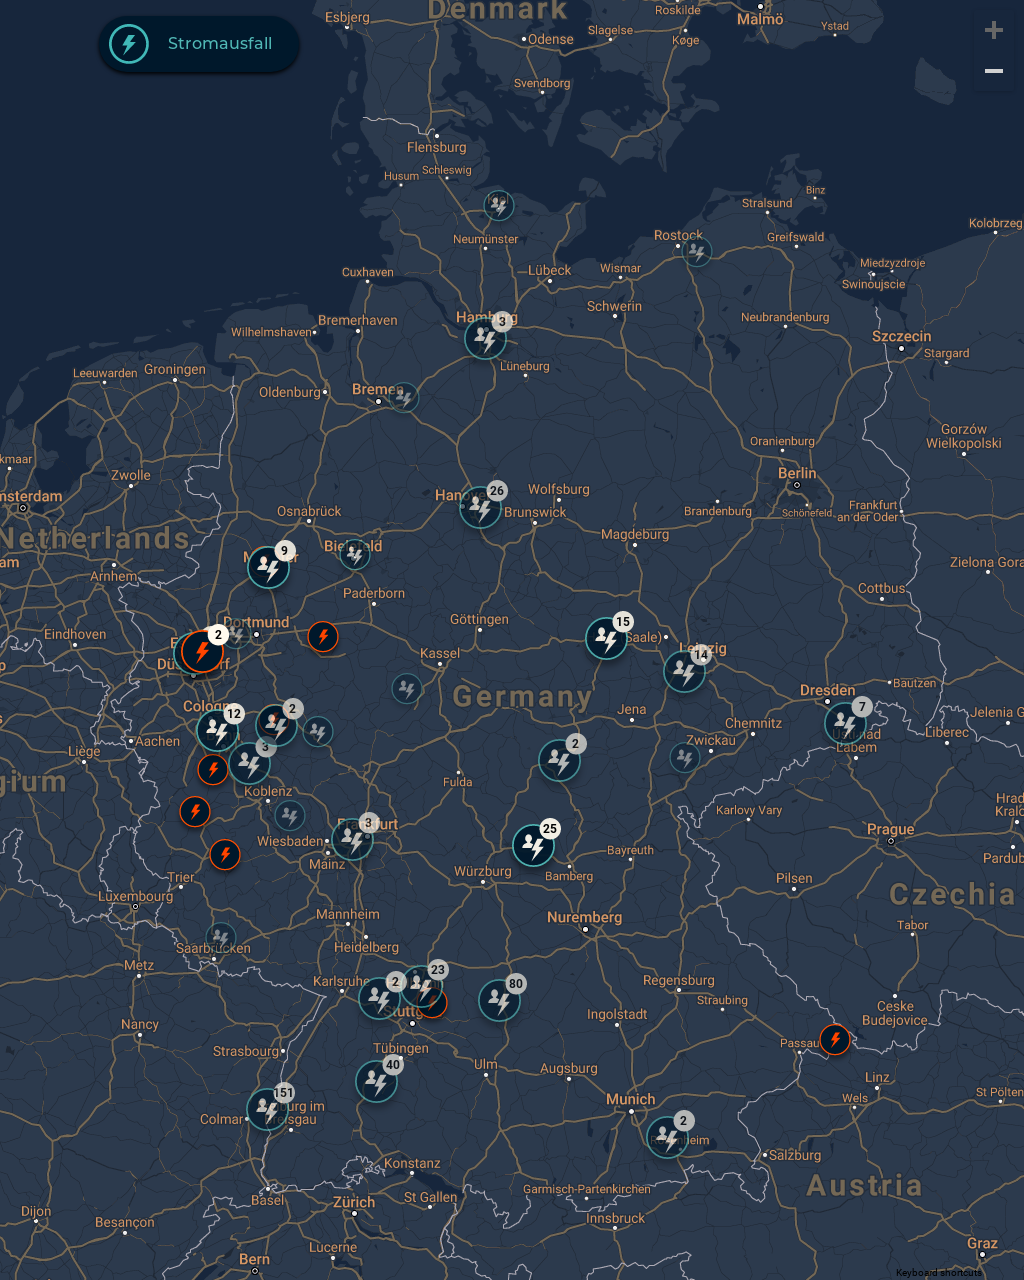 Denmark
Esbjerg
Roskilde
Malmö
Slagelse
Ystad
Odense
Køge
Stromausfall
Svendborg
Flensburg
Schleswig
Husum
Binz
Stralsund
Kolobrzeg
Rostock
Greifswald
Neumünster
Miedzyzdroje
Cuxhaven
Lübeck
Wismar
Swinoujscie
Schwerin
Bremerhaven
Hamburg
3
Neubrandenburg
Wilhelmshaven
Szczecin
Stargard
Leeuwarden
Groningen
Lüneburg
Oldenburg
Bremen
Gorzów
Wielkopolski
Oranienburg
kmaar
Zwolle
Berlin
msterdam
26
Wolfsburg
Osnabrück
Brunswick
Brandenburg
Schönefeld
Frankfurt
an der Oder
Netherlands
Magdeburg
9
Bielefeld
am
Arnhem
Zielona Gora
Paderborn
Cottbus
Göttingen
15
Dortmund
2
Eindhoven
Saale)
Leipzig
14
Kassel
Germany
Dresden
Bautzen
Cologne
12
2
7
Jena
Jelenia G
Chemnitz
Liberec
Aachen
Zwickau
Usti nad
Labem
Liège
3
2
gium
Fulda
Koblenz
Hrad
Kralo
Karlovy Vary
Frankfurt
3
25
Prague
Wiesbaden
Bayreuth
Pardub
Mainz
Würzburg
Bamberg
Trier
Pilsen
Luxembourg
Czechia
Mannheim
Nuremberg
Tabor
Saarbrücken
Heidelberg
Metz
23
Karlsruhe
2
80
Regensburg
Straubing
Ceske
Budejovice
Stuttg
Ingolstadt
Nancy
Passau
Strasbourg
Tübingen
40
Ulm
Augsburg
Linz
151
Munich
Wels
St Pölten
Colmar
burg im
reisgau
2
Rosenheim
Salzburg
Konstanz
Austria
Garmisch-Partenkirchen
Basel
Zürich
St Gallen
Dijon
Besançon
Innsbruck
Lucerne
Graz
Bern
Keyboard shortcuts